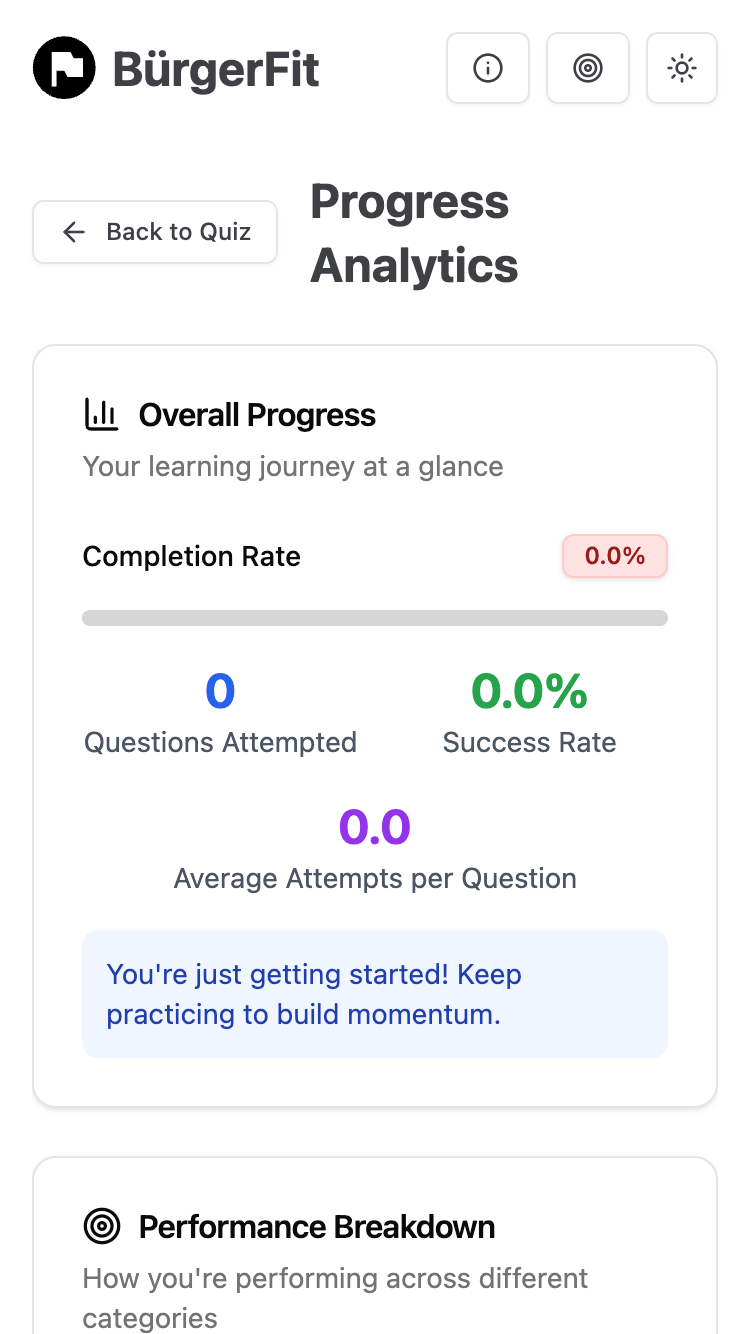 BürgerFit
Back to Quiz
Progress
Analytics
Overall Progress
Your learning journey at a glance
Completion Rate
0.0%
0
Questions Attempted
0.0%
Success Rate
0.0
Average Attempts per Question
You're just getting started! Keep
practicing to build momentum.
Performance Breakdown
How you're performing across different
categories